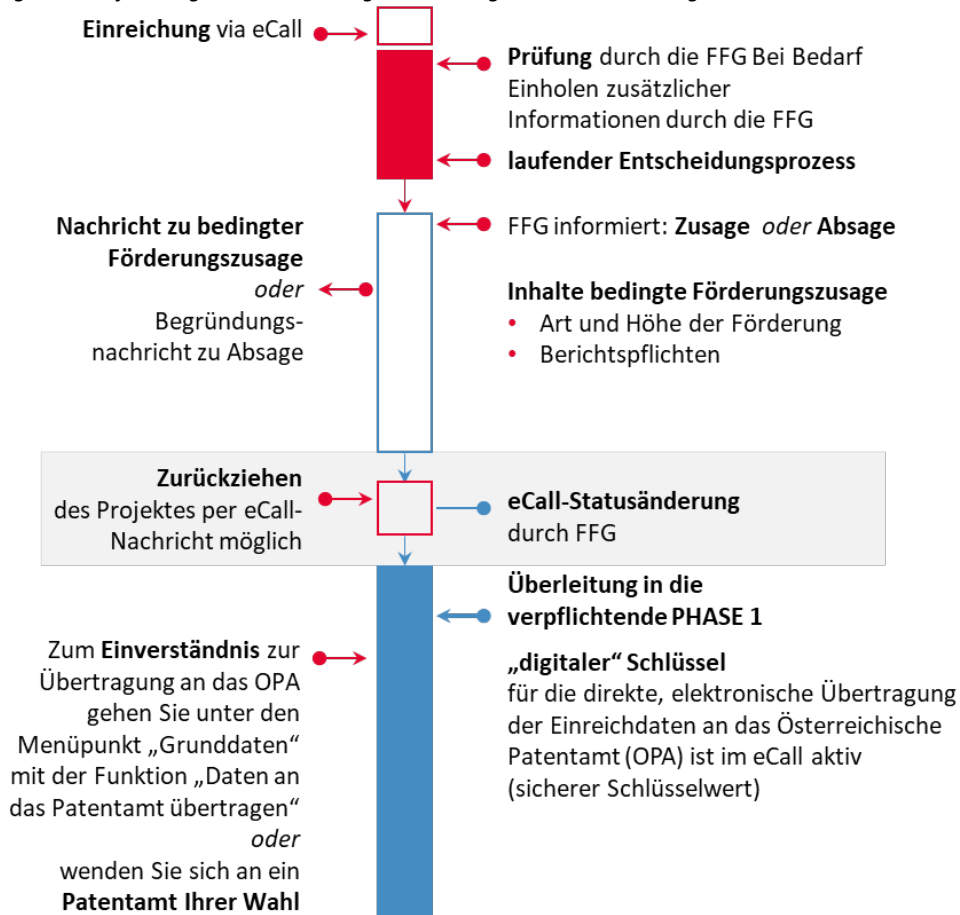 Einreichung via eCall
Prüfung durch die FFG Bei Bedarf
Einholen zusätzlicher
Informationen durch die FFG
laufender Entscheidungsprozess
Nachricht zu bedingter
Förderungszusage
oder
Begründungs-
nachricht zu Absage
FFG informiert: Zusage oder Absage
Inhalte bedingte Förderungszusage
• Art und Höhe der Förderung
• Berichtspflichten
Zurückziehen
des Projektes per eCall-
Nachricht möglich
eCall-Statusänderung
durch FFG
Überleitung in die
verpflichtende PHASE 1
Zum Einverständnis zur
Übertragung an das OPA
gehen Sie unter den
Menüpunkt „Grunddaten“
mit der Funktion „Daten an
das Patentamt übertragen“
oder
wenden Sie sich an ein
Patentamt Ihrer Wahl
„digitaler“ Schlüssel
für die direkte, elektronische Übertragung
der Einreichdaten an das Österreichische
Patentamt (OPA) ist im eCall aktiv
(sicherer Schlüsselwert)